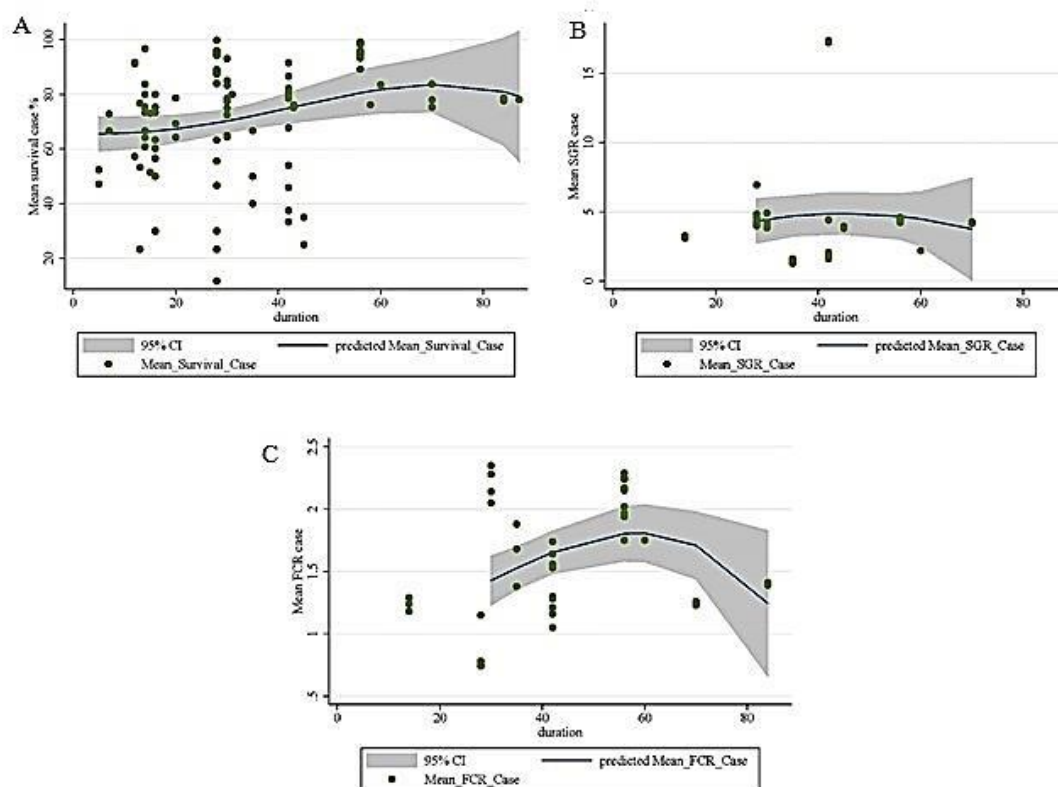 A
Mean survival case %
100
80
60
40
20
0
20
40
60
80
duration
95% CI
predicted Mean_Survival_Case
Mean_Survival_Case
B
Mean SGR case
15
10
5
0
0
20
40
60
80
duration
95% CI
predicted Mean_SGR_Case
Mean_SGR_Case
C
Mean FCR case
2.5
2
1.5
1
.5
0
20
40
60
80
duration
95% CI
predicted Mean_FCR_Case
Mean_FCR_Case